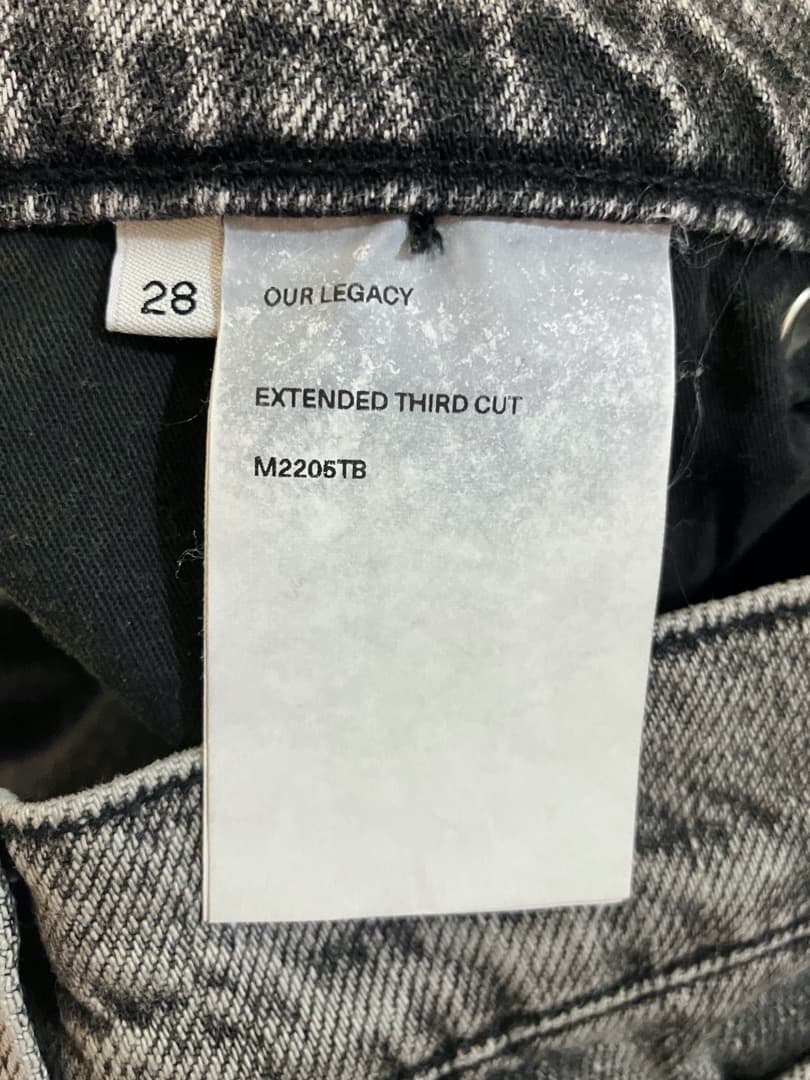 28
OUR LEGACY
EXTENDED THIRD CUT
M2205TB